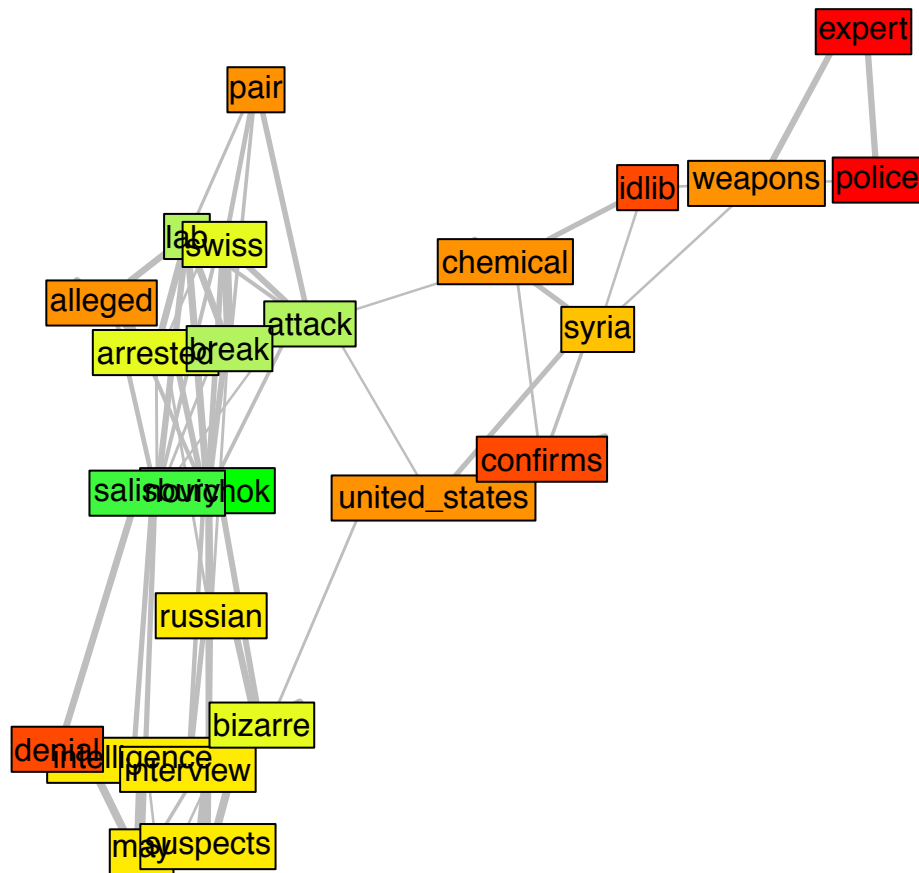 expert
pair
idlib
weapons
police
lab
swiss
chemical
alleged
attack
syria
arrested
break
confirms
salisbury
novichok
united_states
russian
bizarre
denial
intelligence
interview
may
suspects